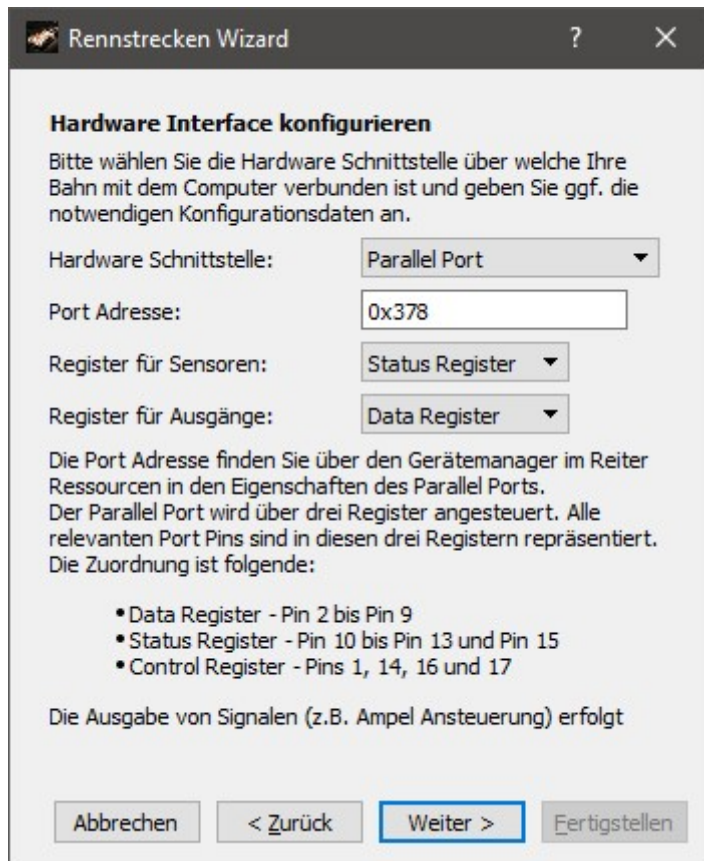 Rennstrecken Wizard ? ×
Hardware Interface konfigurieren
Bitte wählen Sie die Hardware Schnittstelle über welche Ihre
Bahn mit dem Computer verbunden ist und geben Sie ggf. die
notwendigen Konfigurationsdaten an.
Hardware Schnittstelle: Parallel Port
Port Adresse: 0x378
Register für Sensoren: Status Register
Register für Ausgänge: Data Register
Die Port Adresse finden Sie über den Gerätemanager im Reiter
Ressourcen in den Eigenschaften des Parallel Ports.
Der Parallel Port wird über drei Register angesteuert. Alle
relevanten Port Pins sind in diesen drei Registern repräsentiert.
Die Zuordnung ist folgende:
• Data Register - Pin 2 bis Pin 9
• Status Register - Pin 10 bis Pin 13 und Pin 15
• Control Register - Pins 1, 14, 16 und 17
Die Ausgabe von Signalen (z.B. Ampel Ansteuerung) erfolgt
Abbrechen < Zurück Weiter > Fertigstellen